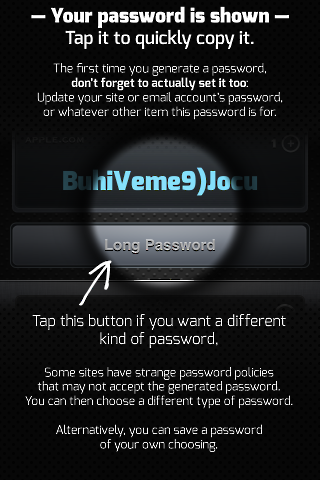 — Your password is shown —
Tap it to quickly copy it.
The first time you generate a password,
don't forget to actually set it too:
Update your site or email account's password,
or whatever other item this password is for.
APPLE.COM
1
BuhiVeme9)Jocu
Long Password
Tap this button if you want a different
kind of password.
Some sites have strange password policies
that may not accept the generated password.
You can then choose a different type of password.
Alternatively, you can save a password
of your own choosing.